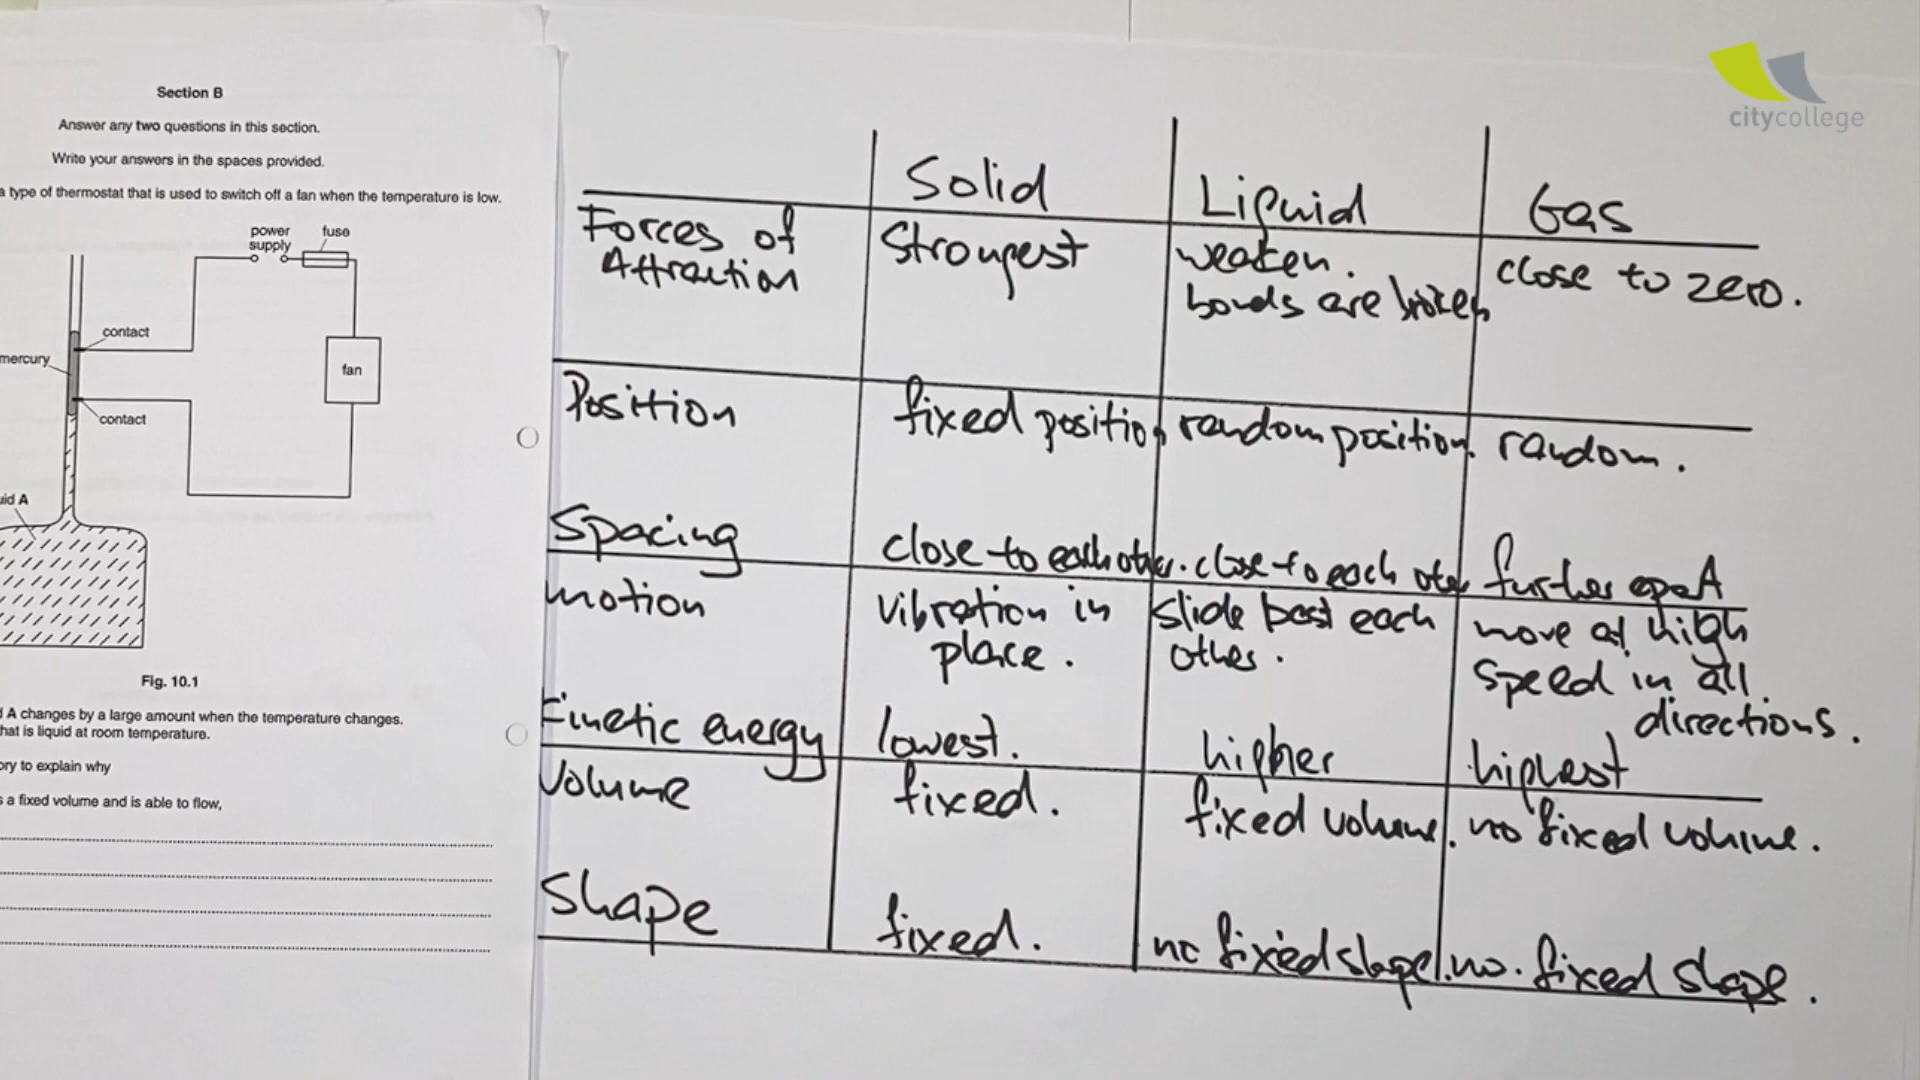 citycollege
Section B
Answer any two questions in this section.
Write your answers in the spaces provided.
a type of thermostat that is used to switch off a fan when the temperature is low.
power
supply
fuse
contact
mercury
fan
contact
uid A
Fig. 10.1
A changes by a large amount when the temperature changes.
hat is liquid at room temperature.
ory to explain why
s a fixed volume and is able to flow,
Solid Liquid Gas
Forces of
Attraction
Strongest
weaken.
bonds are broken
close to zero.
Position
fixed position
random position.
random.
Spacing
close to each other.
close to each other
further apart
motion
vibration in
place.
slide past each
other.
move at high
speed in all
directions.
Kinetic energy
lowest.
higher
highest
Volume
fixed.
fixed volume.
no fixed volume.
Shape
fixed.
no fixed shape.
no. fixed shape.